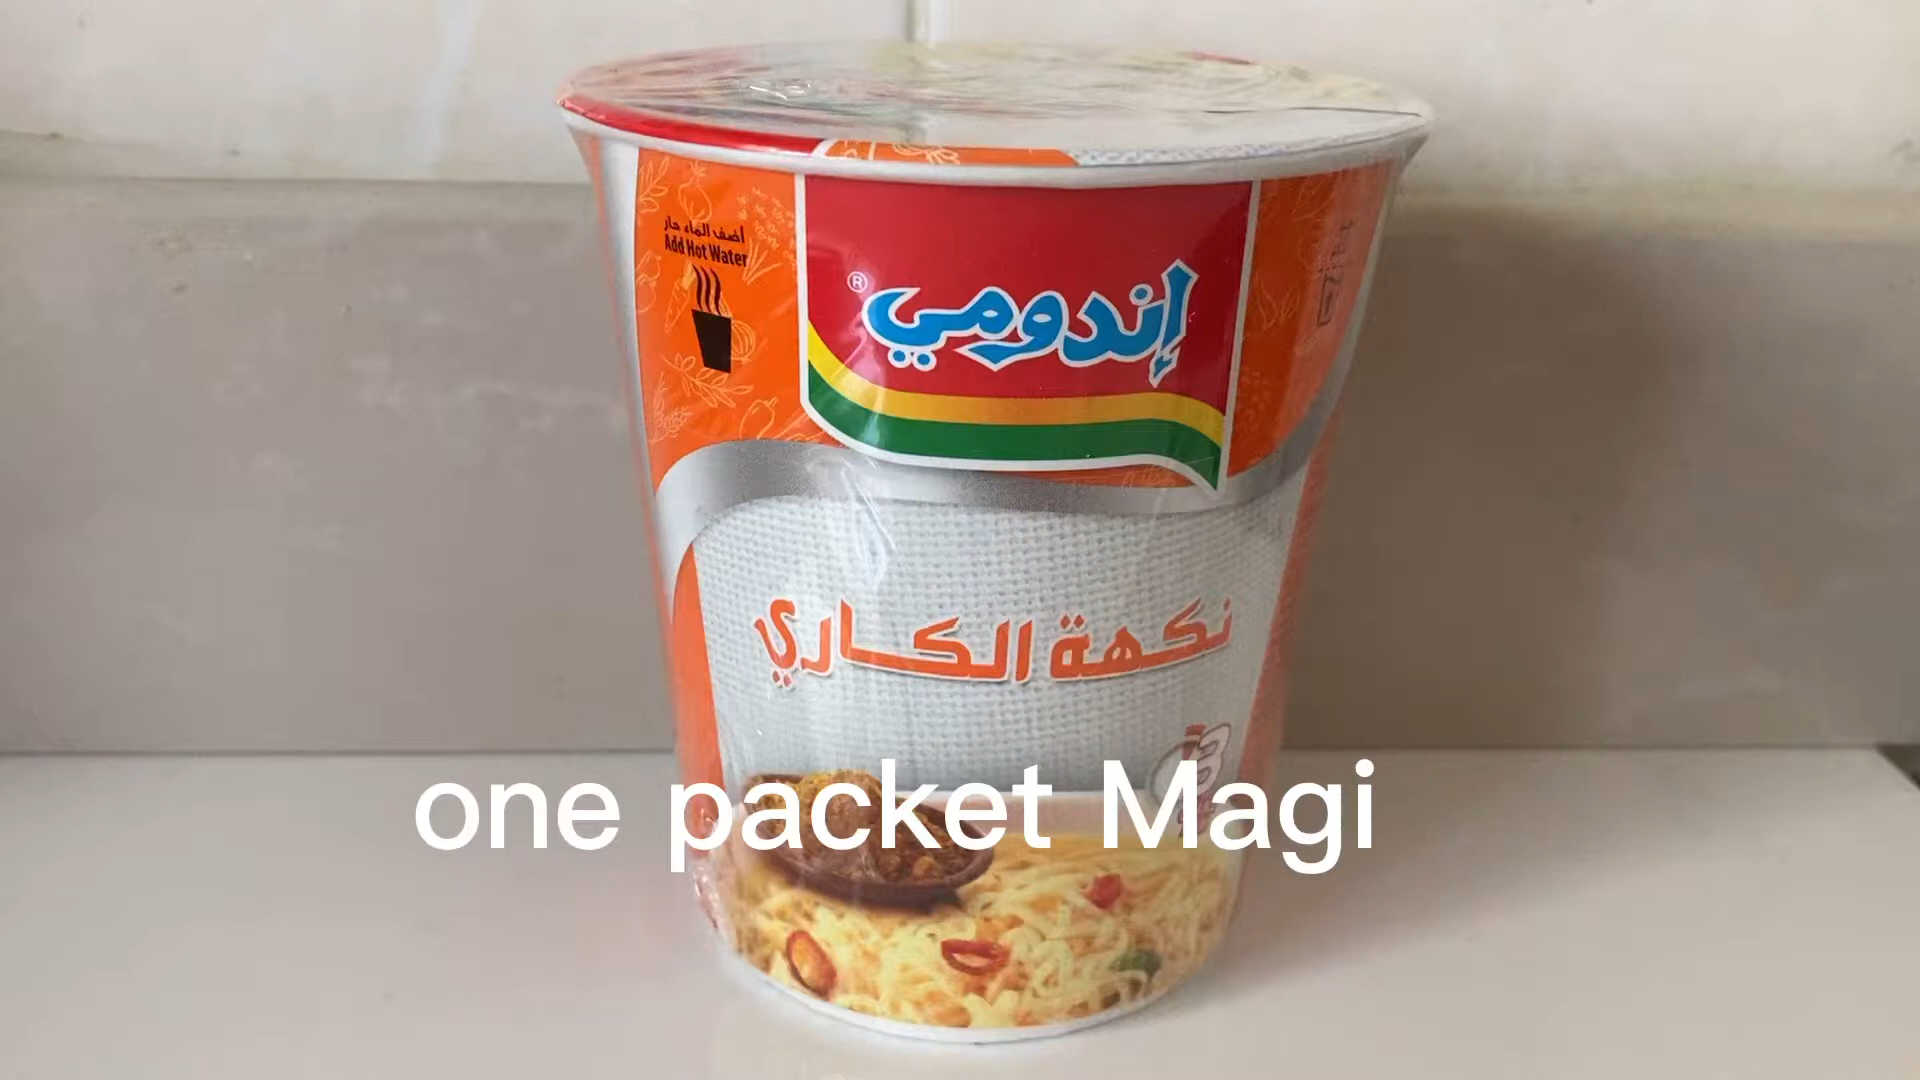 أضف الماء حار
Add Hot Water
إندومي®
نكهة الكاري
one packet Magi